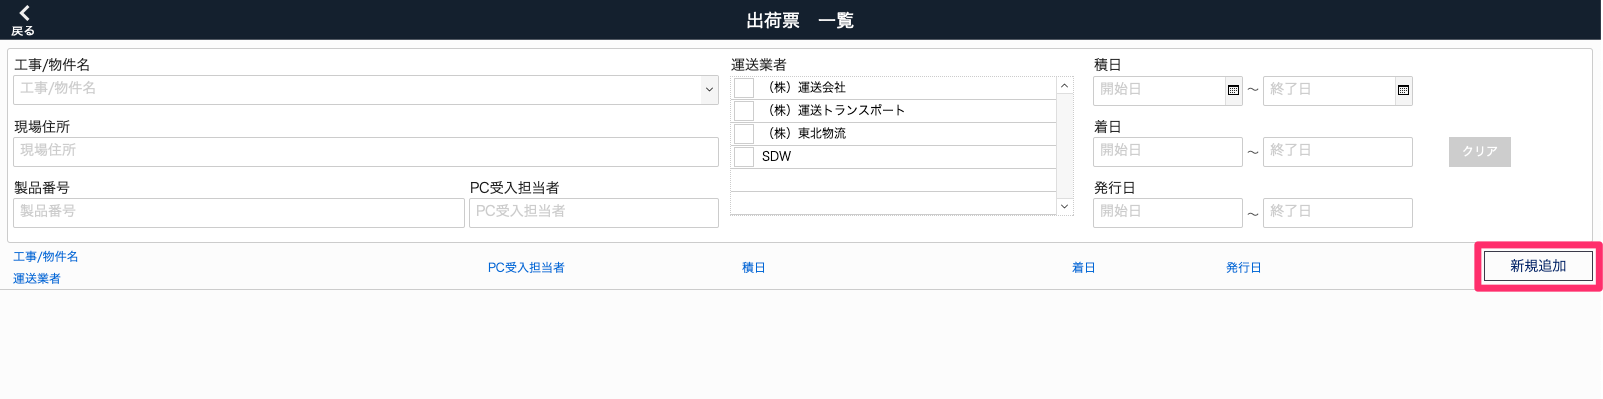 戻る
出荷票　一覧
工事/物件名
工事/物件名
現場住所
現場住所
製品番号
製品番号
PC受入担当者
PC受入担当者
運送業者
（株）運送会社
（株）運送トランスポート
（株）東北物流
SDW
積日
開始日 ～ 終了日
着日
開始日 ～ 終了日
発行日
開始日 ～ 終了日
クリア
工事/物件名
運送業者
PC受入担当者
積日
着日
発行日
新規追加